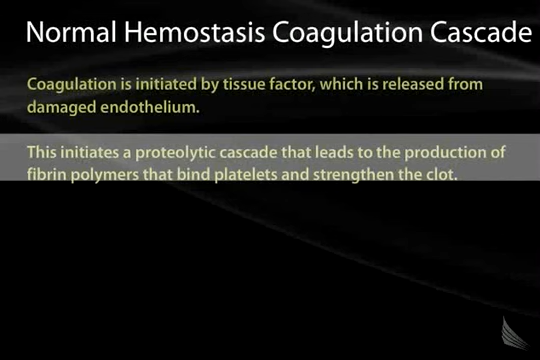 Normal Hemostasis Coagulation Cascade
Coagulation is initiated by tissue factor, which is released from
damaged endothelium.
This initiates a proteolytic cascade that leads to the production of
fibrin polymers that bind platelets and strengthen the clot.